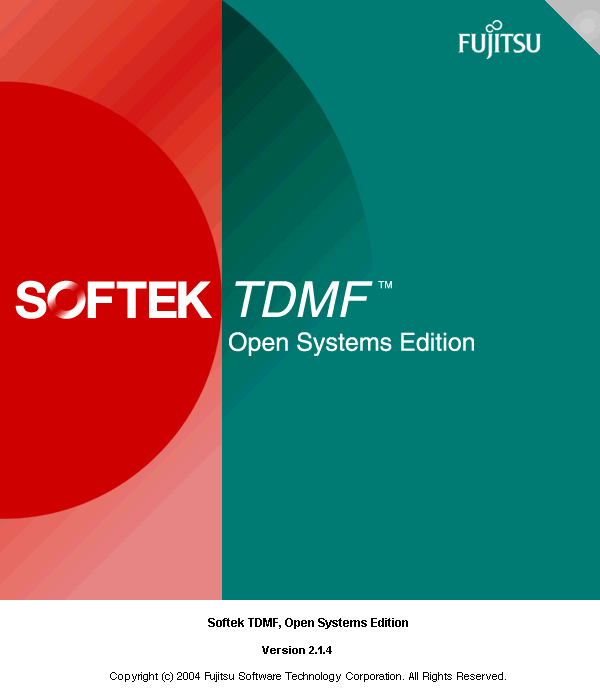 FUJITSU
SOFTEK TDMF™
Open Systems Edition
Softek TDMF, Open Systems Edition
Version 2.1.4
Copyright (c) 2004 Fujitsu Software Technology Corporation. All Rights Reserved.